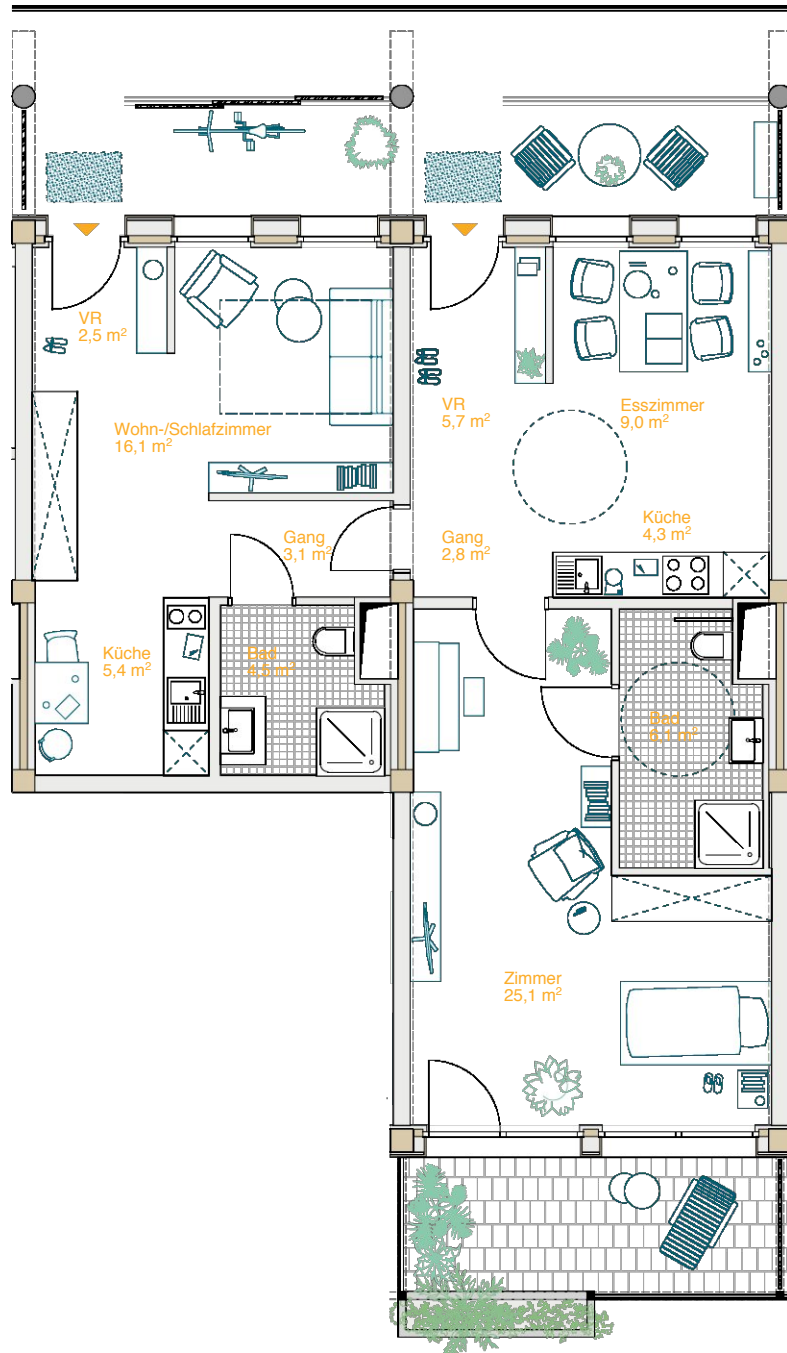 VR
2,5 m²
Wohn-/Schlafzimmer
16,1 m²
Gang
3,1 m²
Küche
5,4 m²
Bad
4,5 m²
VR
5,7 m²
Esszimmer
9,0 m²
Küche
4,3 m²
Gang
2,8 m²
Bad
6,1 m²
Zimmer
25,1 m²